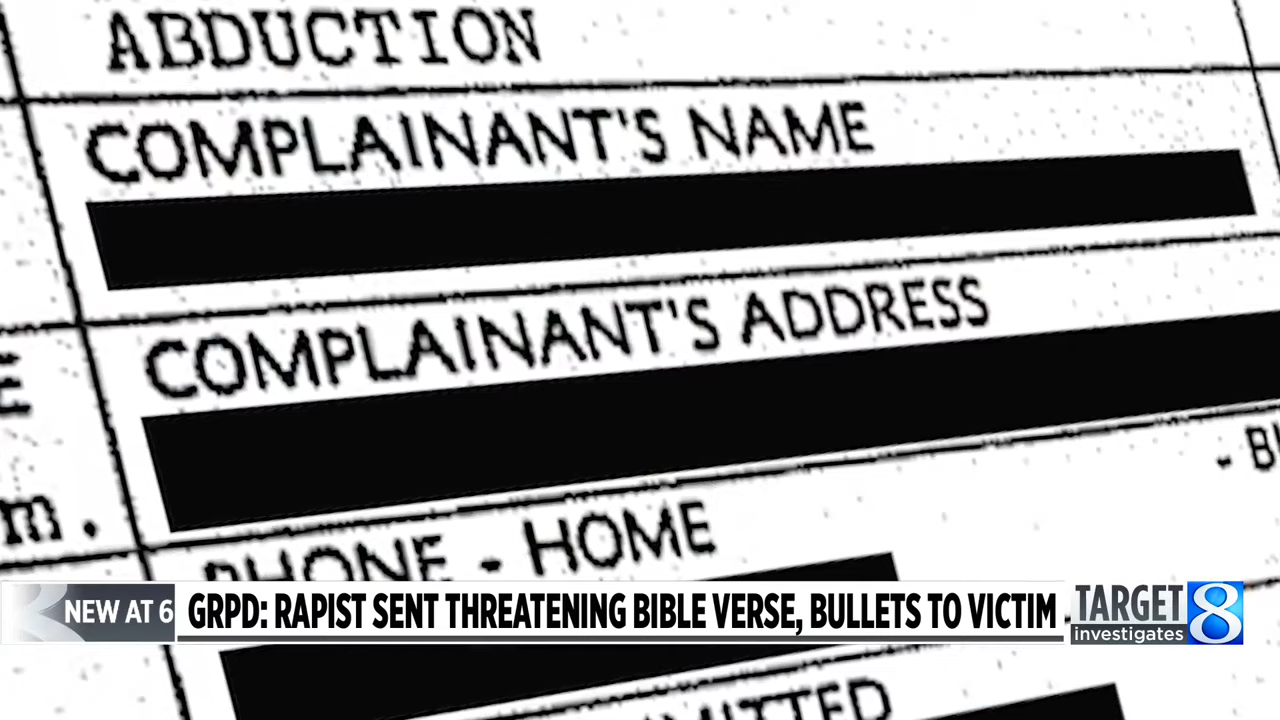 ABDUCTION
COMPLAINANT'S NAME
COMPLAINANT'S ADDRESS
m.
PHONE - HOME
NEW AT 6
GRPD: RAPIST SENT THREATENING BIBLE VERSE, BULLETS TO VICTIM
TARGET 8
investigates